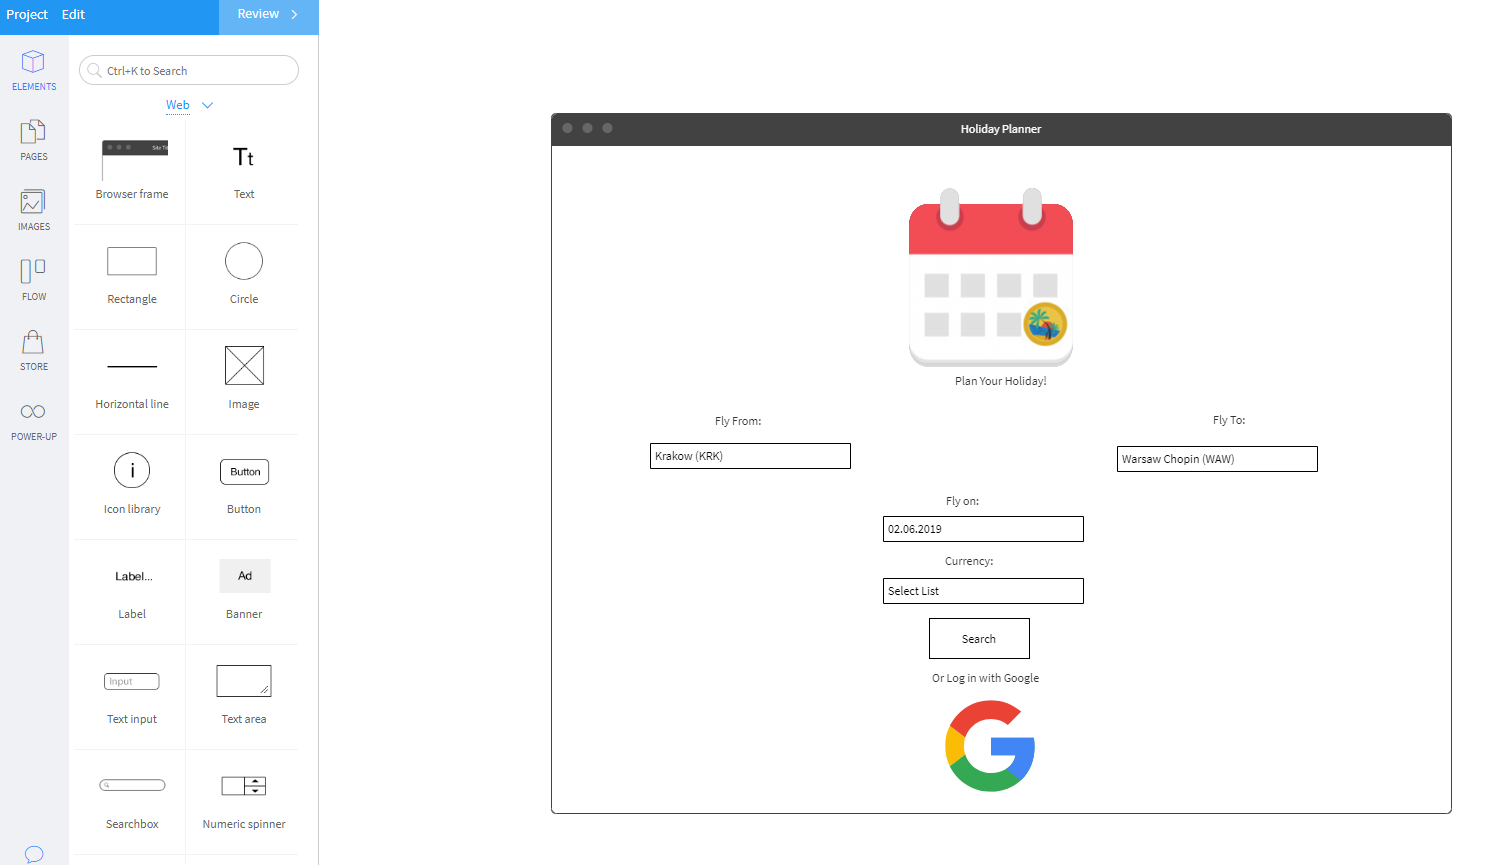 Project Edit Review
Ctrl+K to Search
Web
ELEMENTS
PAGES
IMAGES
FLOW
STORE
POWER-UP
Site Tit
Browser frame
Tt
Text
Rectangle
Circle
Horizontal line
Image
i
Icon library
Button
Button
Label...
Label
Ad
Banner
Input
Text input
Text area
Searchbox
Numeric spinner
Holiday Planner
Plan Your Holiday!
Fly From:
Fly To:
Krakow (KRK)
Warsaw Chopin (WAW)
Fly on:
02.06.2019
Currency:
Select List
Search
Or Log in with Google
G